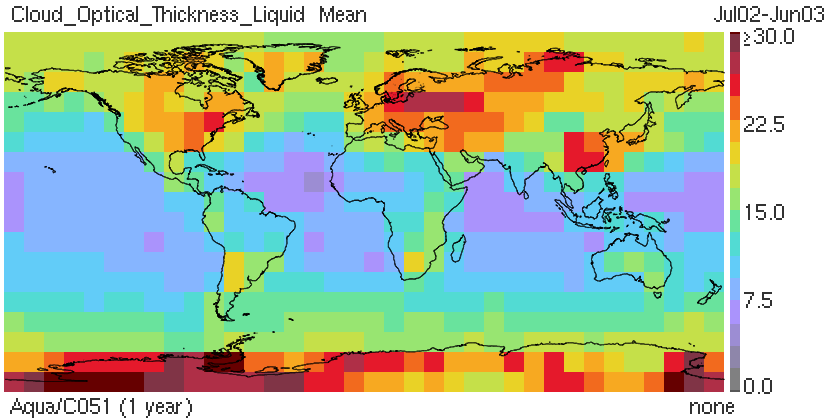 Cloud_Optical_Thickness_Liquid Mean Jul02-Jun03
≥30.0
22.5
15.0
7.5
0.0
Aqua/C051 (1 year) none